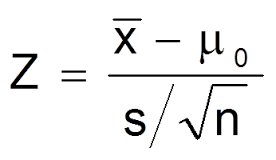 Z = (x̄ − μ₀) / (s/√n)